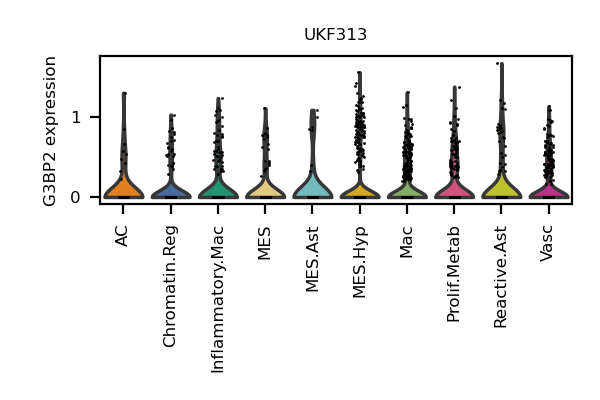 UKF313
G3BP2 expression
1
0
AC
Chromatin.Reg
Inflammatory.Mac
MES
MES.Ast
MES.Hyp
Mac
Prolif.Metab
Reactive.Ast
Vasc